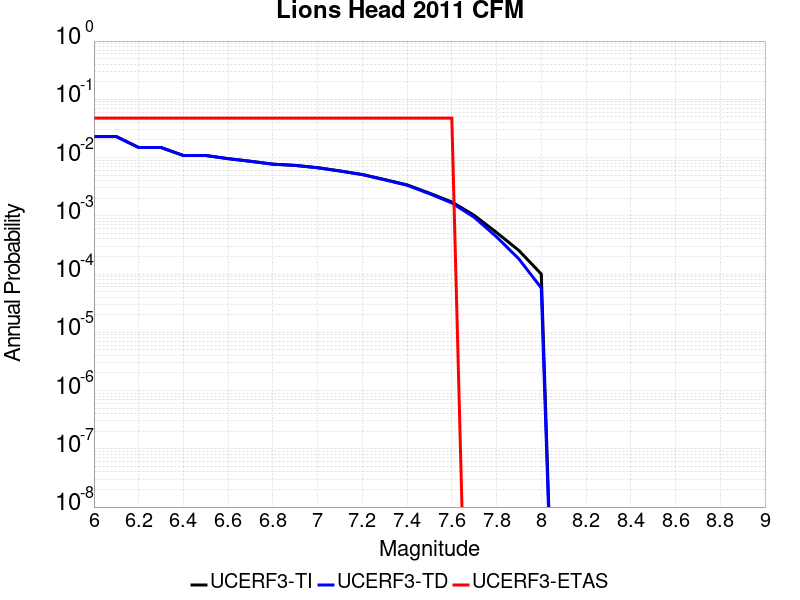 Lions Head 2011 CFM
10^0
10^-1
10^-2
10^-3
10^-4
10^-5
10^-6
10^-7
10^-8
Annual Probability
6 6.2 6.4 6.6 6.8 7 7.2 7.4 7.6 7.8 8 8.2 8.4 8.6 8.8 9
Magnitude
UCERF3-TI UCERF3-TD UCERF3-ETAS